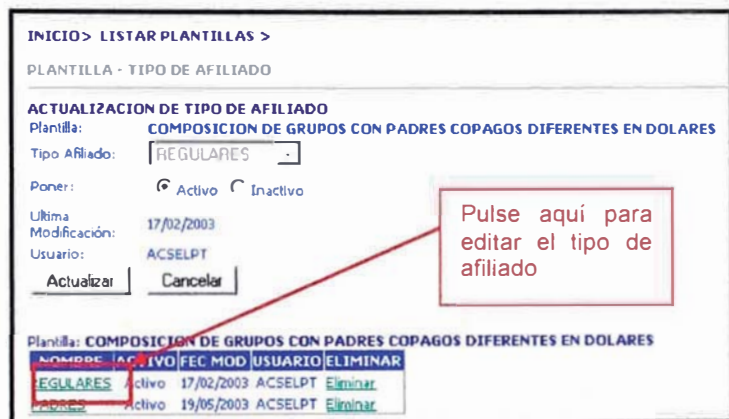 INICIO> LISTAR PLANTILLAS >
PLANTILLA - TIPO DE AFILIADO
ACTUALIZACION DE TIPO DE AFILIADO
Plantilla: COMPOSICION DE GRUPOS CON PADRES COPAGOS DIFERENTES EN DOLARES
Tipo Afiliado: REGULARES
Poner: Activo Inactivo
Ultima
Modificación: 17/02/2003
Usuario: ACSELPT
Actualizar Cancelar
Pulse aquí para
editar el tipo de
afiliado
Plantilla: COMPOSICION DE GRUPOS CON PADRES COPAGOS DIFERENTES EN DOLARES
NOMBRE ACTIVO FEC MOD USUARIO ELIMINAR
REGULARES Activo 17/02/2003 ACSELPT Eliminar
PADRES Activo 19/05/2003 ACSELPT Eliminar